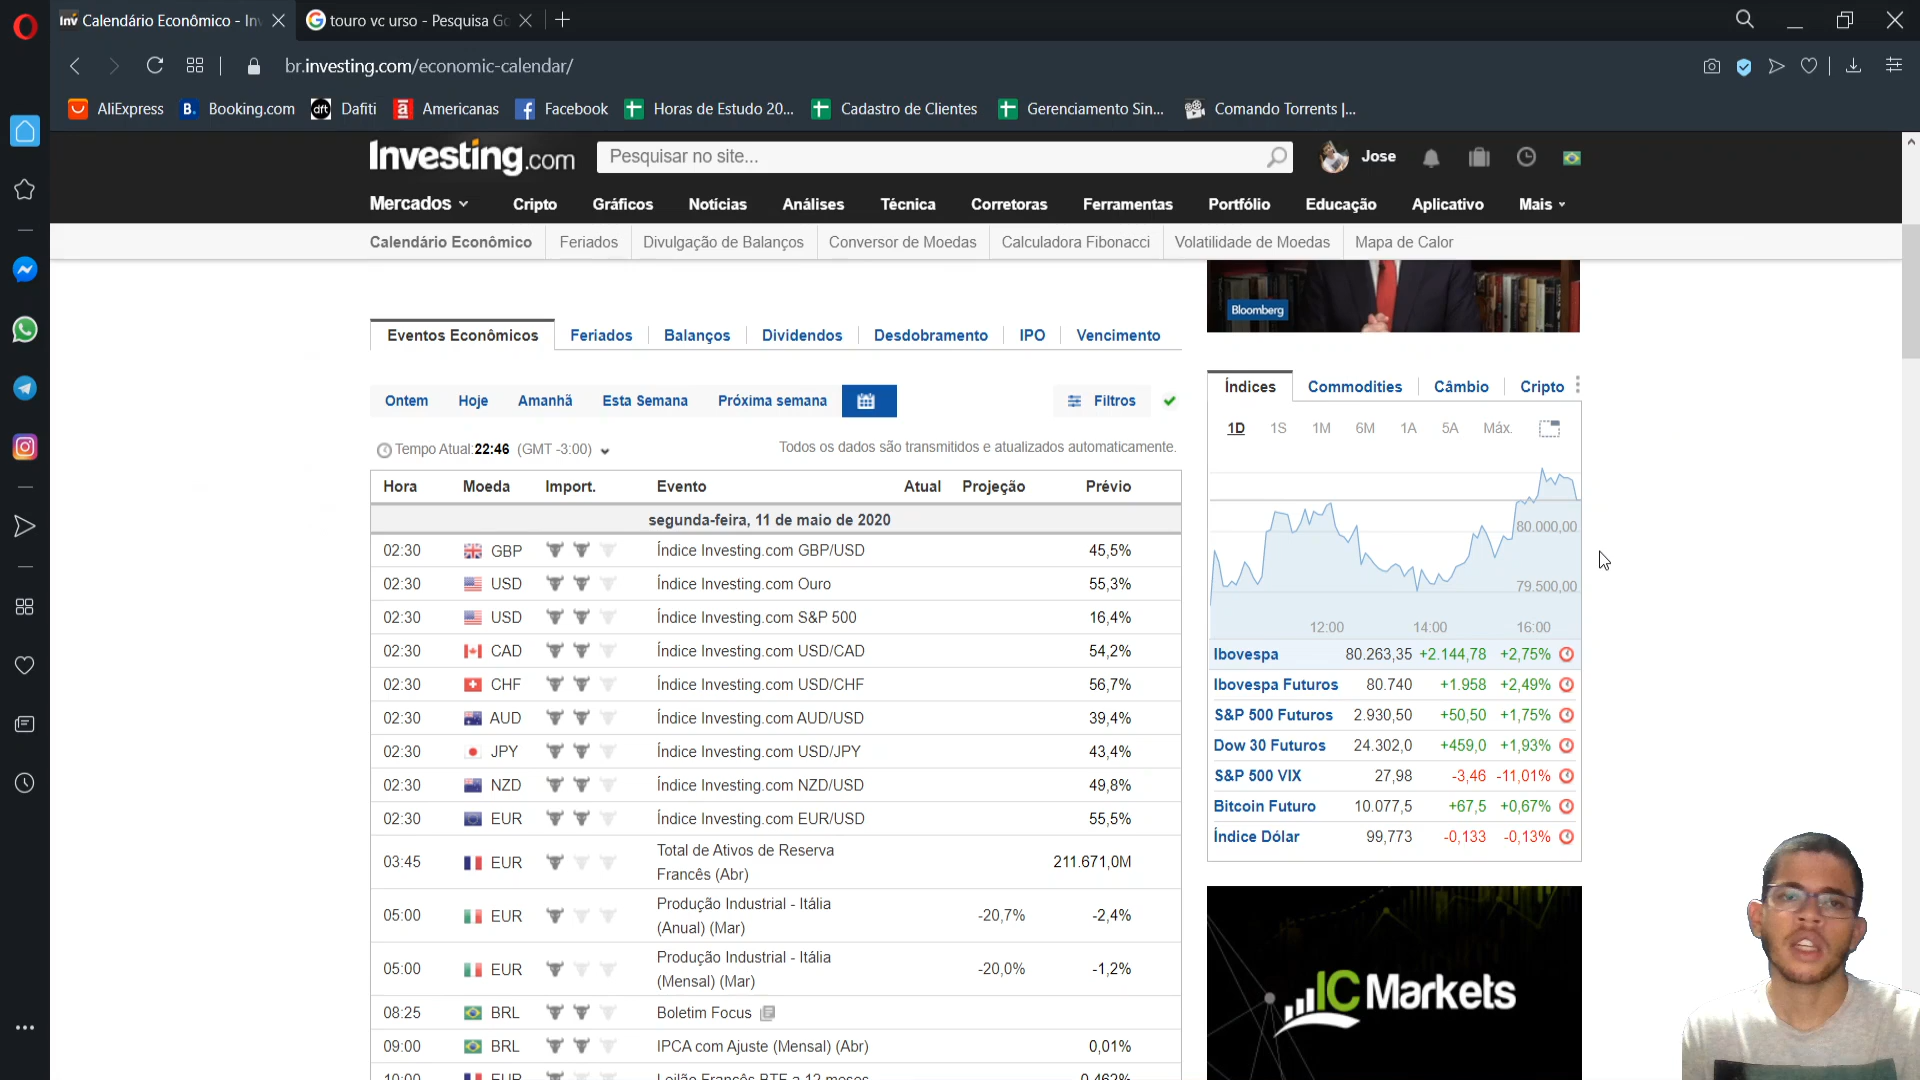 Inv Calendário Econômico - In
touro vc urso - Pesquisa Go
br.investing.com/economic-calendar/
AliExpress
B. Booking.com
dft Dafiti
a Americanas
Facebook
Horas de Estudo 20...
Cadastro de Clientes
Gerenciamento Sin...
Comando Torrents |...
Investing.com
Pesquisar no site...
Jose
Mercados
Cripto
Gráficos
Notícias
Análises
Técnica
Corretoras
Ferramentas
Portfólio
Educação
Aplicativo
Mais
Calendário Econômico
Feriados
Divulgação de Balanços
Conversor de Moedas
Calculadora Fibonacci
Volatilidade de Moedas
Mapa de Calor
Bloomberg
Eventos Econômicos
Feriados
Balanços
Dividendos
Desdobramento
IPO
Vencimento
Ontem
Hoje
Amanhã
Esta Semana
Próxima semana
Filtros
Tempo Atual:22:46 (GMT -3:00)
Todos os dados são transmitidos e atualizados automaticamente.
Hora Moeda Import. Evento Atual Projeção Prévio
segunda-feira, 11 de maio de 2020
02:30 GBP Índice Investing.com GBP/USD 45,5%
02:30 USD Índice Investing.com Ouro 55,3%
02:30 USD Índice Investing.com S&P 500 16,4%
02:30 CAD Índice Investing.com USD/CAD 54,2%
02:30 CHF Índice Investing.com USD/CHF 56,7%
02:30 AUD Índice Investing.com AUD/USD 39,4%
02:30 JPY Índice Investing.com USD/JPY 43,4%
02:30 NZD Índice Investing.com NZD/USD 49,8%
02:30 EUR Índice Investing.com EUR/USD 55,5%
03:45 EUR Total de Ativos de Reserva
Francês (Abr) 211.671,0M
05:00 EUR Produção Industrial - Itália
(Anual) (Mar) -20,7% -2,4%
05:00 EUR Produção Industrial - Itália
(Mensal) (Mar) -20,0% -1,2%
08:25 BRL Boletim Focus
09:00 BRL IPCA com Ajuste (Mensal) (Abr) 0,01%
10:00 EUR Leilão Francês BTF a 12 meses 0,462%
Índices
Commodities
Câmbio
Cripto
1D 1S 1M 6M 1A 5A Máx.
80.000,00
79.500,00
12:00 14:00 16:00
Ibovespa 80.263,35 +2.144,78 +2,75%
Ibovespa Futuros 80.740 +1.958 +2,49%
S&P 500 Futuros 2.930,50 +50,50 +1,75%
Dow 30 Futuros 24.302,0 +459,0 +1,93%
S&P 500 VIX 27,98 -3,46 -11,01%
Bitcoin Futuro 10.077,5 +67,5 +0,67%
Índice Dólar 99,773 -0,133 -0,13%
IC Markets